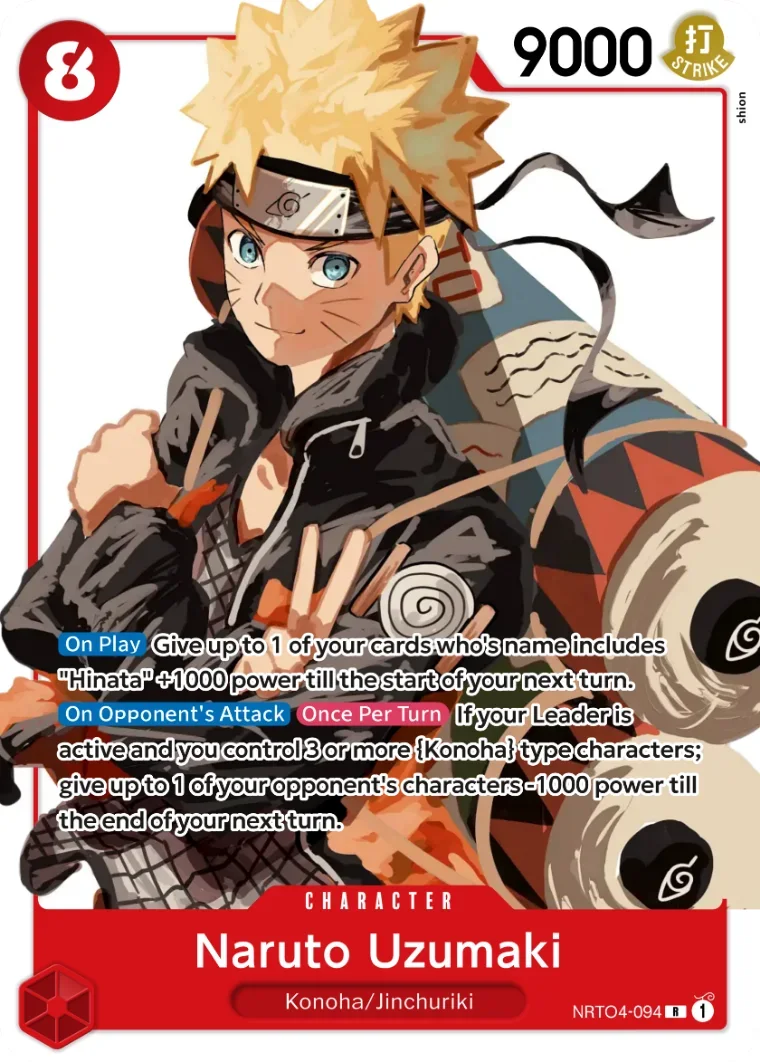 8
9000
打
STRIKE
shion
On Play Give up to 1 of your cards who's name includes
"Hinata" +1000 power till the start of your next turn.
On Opponent's Attack Once Per Turn If your Leader is
active and you control 3 or more {Konoha} type characters;
give up to 1 of your opponent's characters -1000 power till
the end of your next turn.
CHARACTER
Naruto Uzumaki
Konoha/Jinchuriki
NRTO4-094 R 1